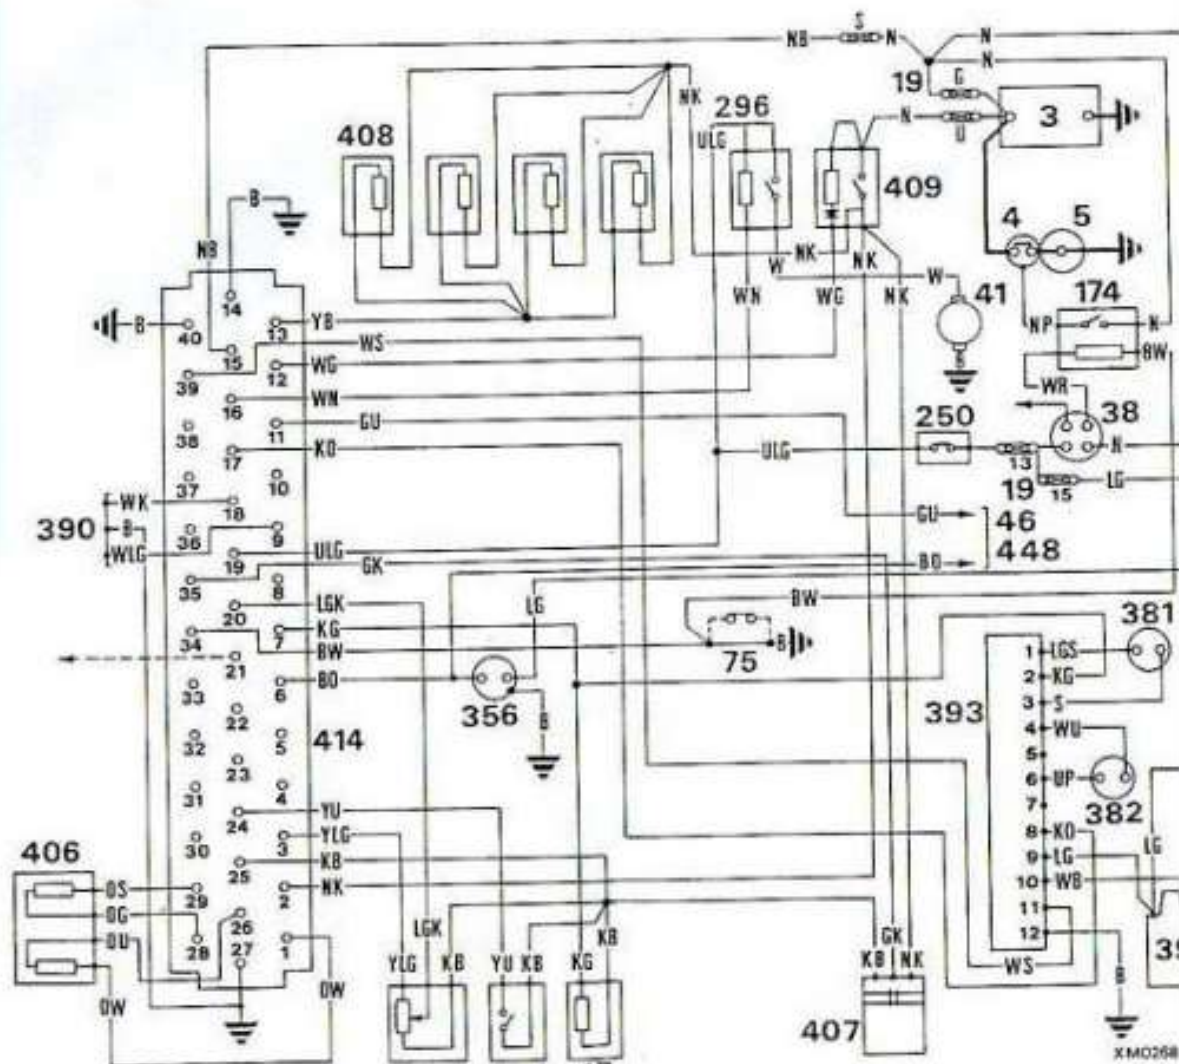 S
NB N N
N
19 G
408 NK 296 N U 3
ULG
409
B 4 5
NB NK NK W W
14 WN WG NK 41 174
B 40 13 YB NP N
15 WS BW
39 12 WG WR
16 WN 38
38 11 GU 250
17 KO ULG 13 N
37 10 19 15 LG
WK 18 GU 46
390 B 36 9 448
WLG 19 ULG BO
35 GK
8 LG BW
20 LGK 381
34 7 KG B 1 LGS
21 BW 75 2 KG
33 6 BO 393 3 S
22 356 B 4 WU
32 5 414 5
23 6 UP
31 4 7 382
24 YU 8 KO
30 3 YLG 9 LG LG
406 25 KB 10 WB
OS 29 2 NK 11
OG 26 12
OU 28 27 1 LGK KB GK 39
YLG KB YU KB KG KB NK WS B
OW OW
407
XM0268